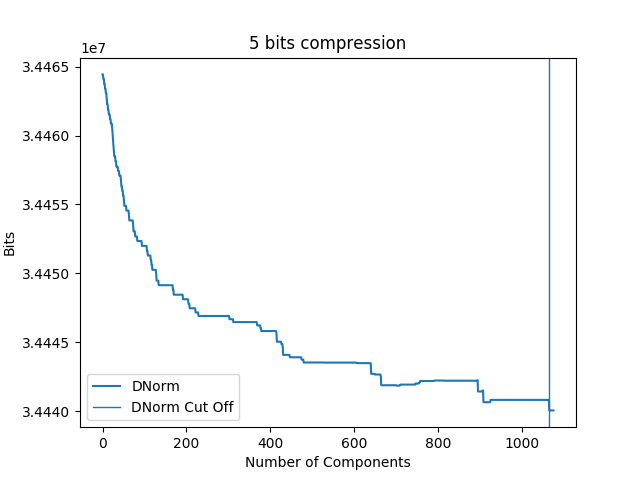 5 bits compression
1e7
3.4465
3.4460
3.4455
3.4450
3.4445
3.4440
Bits
DNorm
DNorm Cut Off
0 200 400 600 800 1000
Number of Components